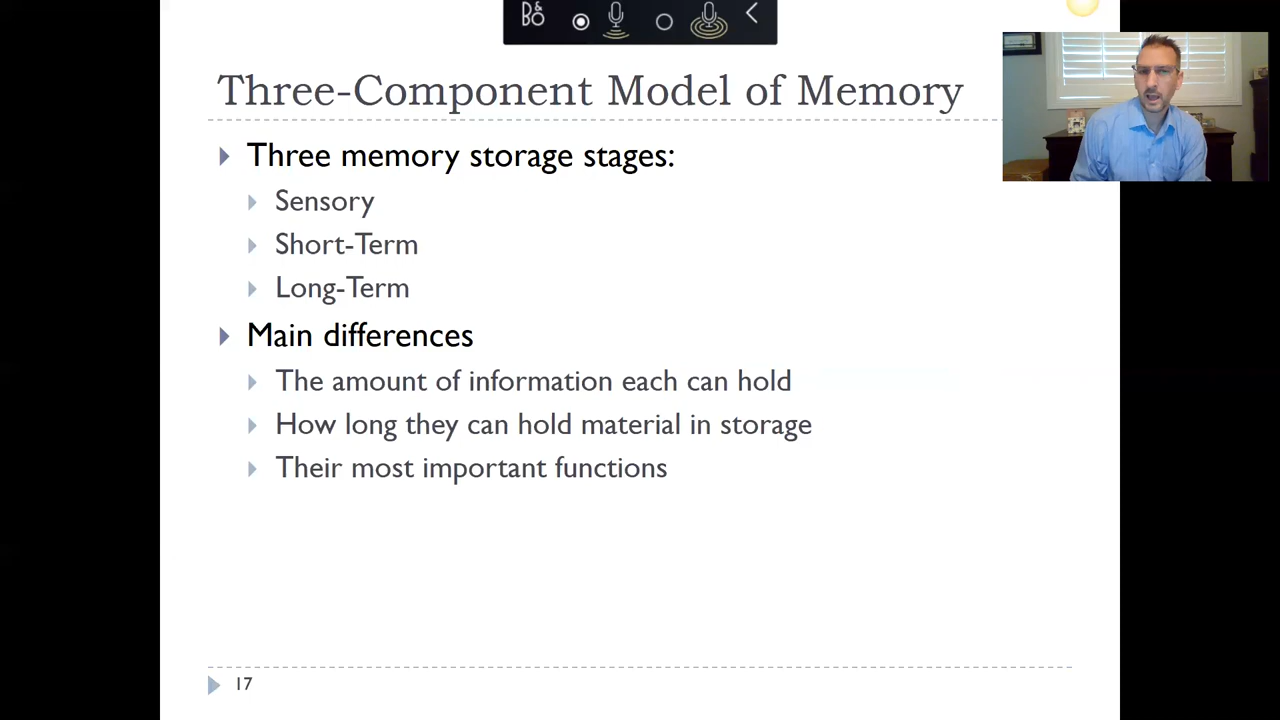 B&O
Three-Component Model of Memory
Three memory storage stages:
Sensory
Short-Term
Long-Term
Main differences
The amount of information each can hold
How long they can hold material in storage
Their most important functions
17